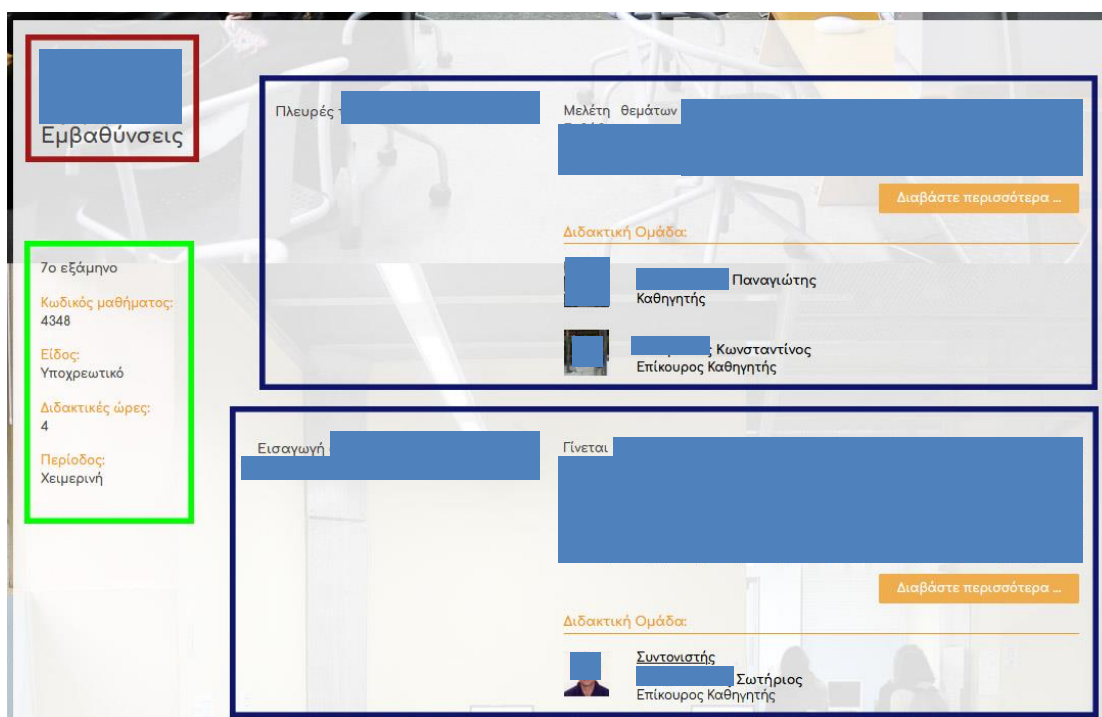 Εμβαθύνσεις
7ο εξάμηνο
Κωδικός μαθήματος:
4348
Είδος:
Υποχρεωτικό
Διδακτικές ώρες:
4
Περίοδος:
Χειμερινή
Πλευρές
Μελέτη θεμάτων
Διαβάστε περισσότερα ...
Διδακτική Ομάδα:
Παναγιώτης
Καθηγητής
Κωνσταντίνος
Επίκουρος Καθηγητής
Εισαγωγή
Γίνεται
Διαβάστε περισσότερα ...
Διδακτική Ομάδα:
Συντονιστής
Σωτήριος
Επίκουρος Καθηγητής